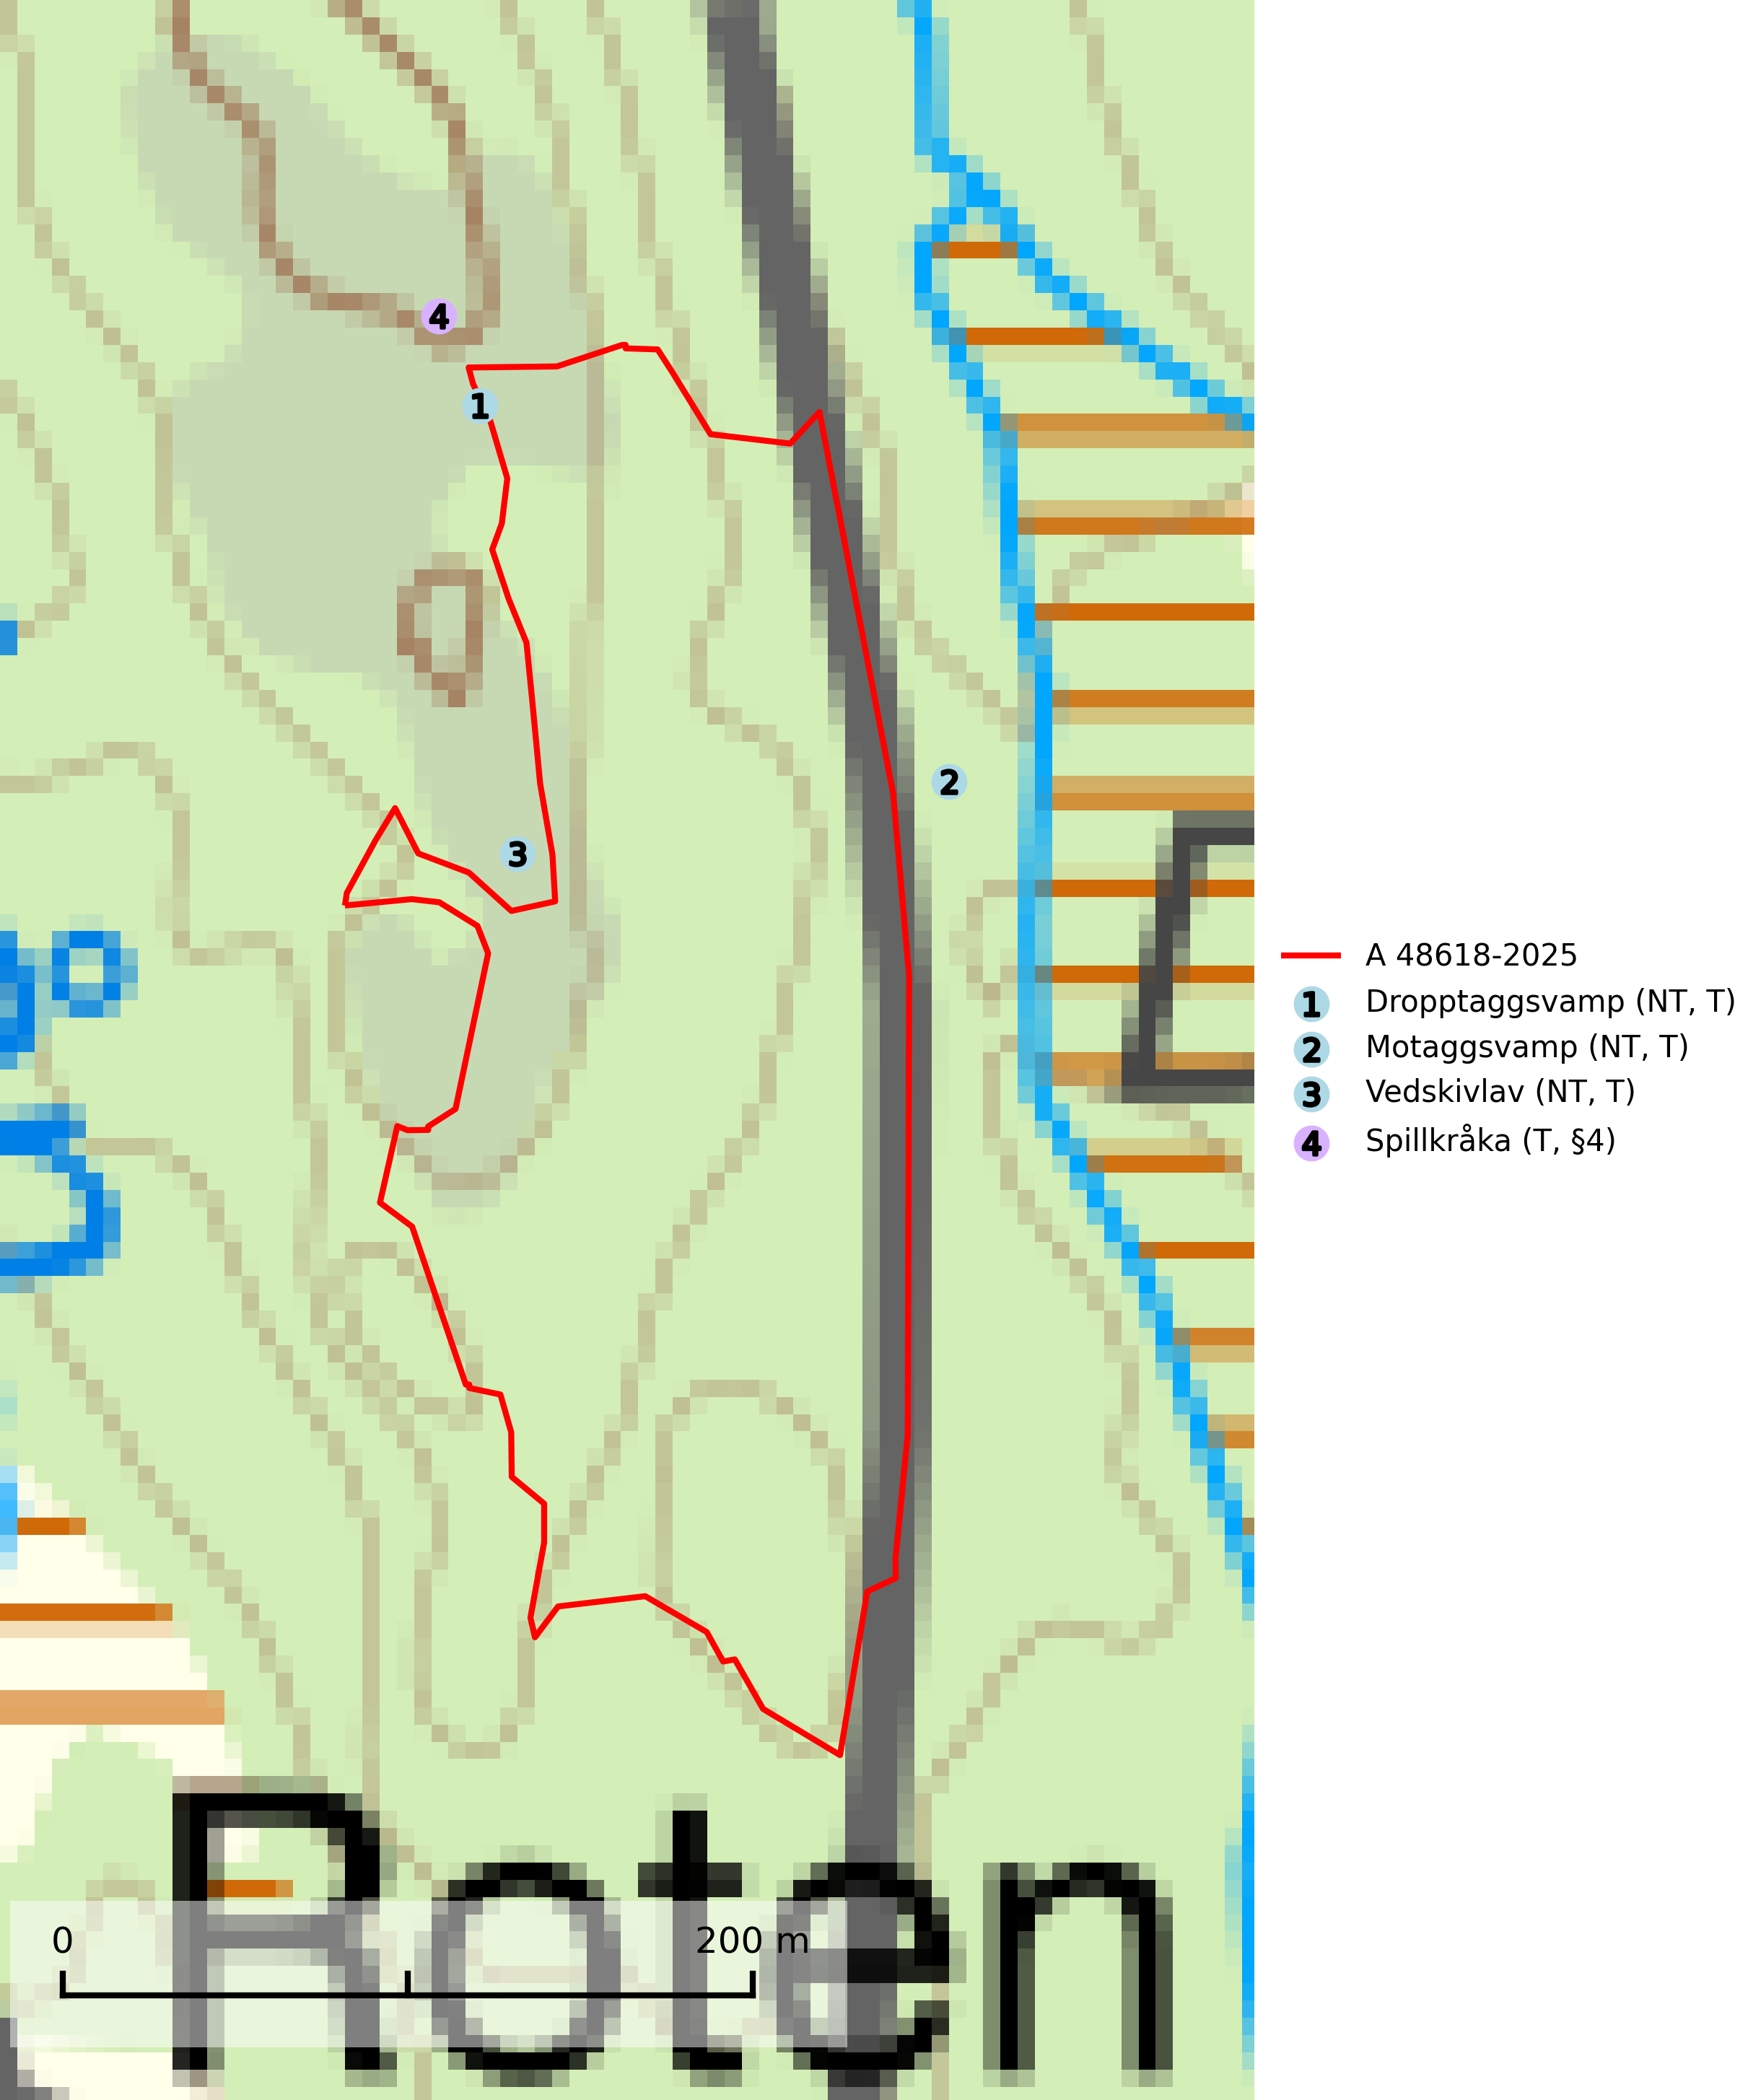 A 48618-2025
1 Dropptaggsvamp (NT, T)
2 Motaggsvamp (NT, T)
3 Vedskivlav (NT, T)
4 Spillkråka (T, §4)
4
1
2
3
Roten
0 200 m